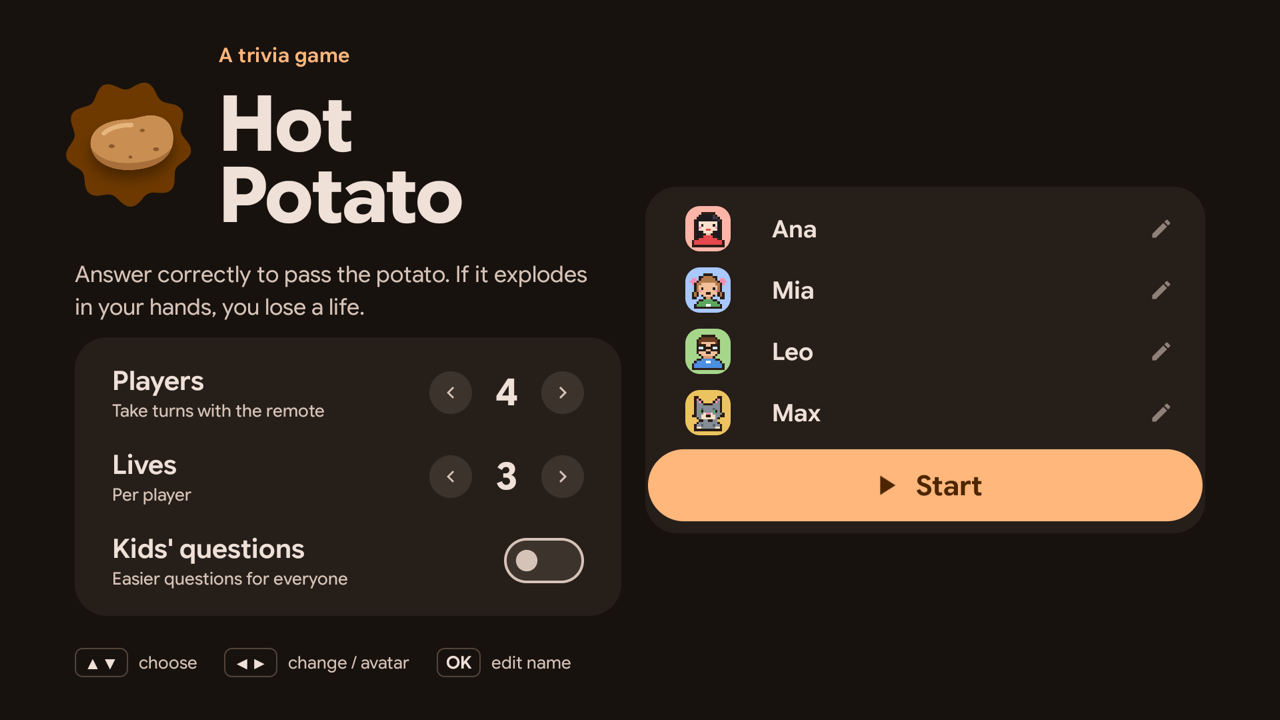 A trivia game
Hot
Potato
Answer correctly to pass the potato. If it explodes
in your hands, you lose a life.
Players
Take turns with the remote
4
Lives
Per player
3
Kids' questions
Easier questions for everyone
Ana
Mia
Leo
Max
Start
▲ ▼ choose
◀ ▶ change / avatar
OK edit name